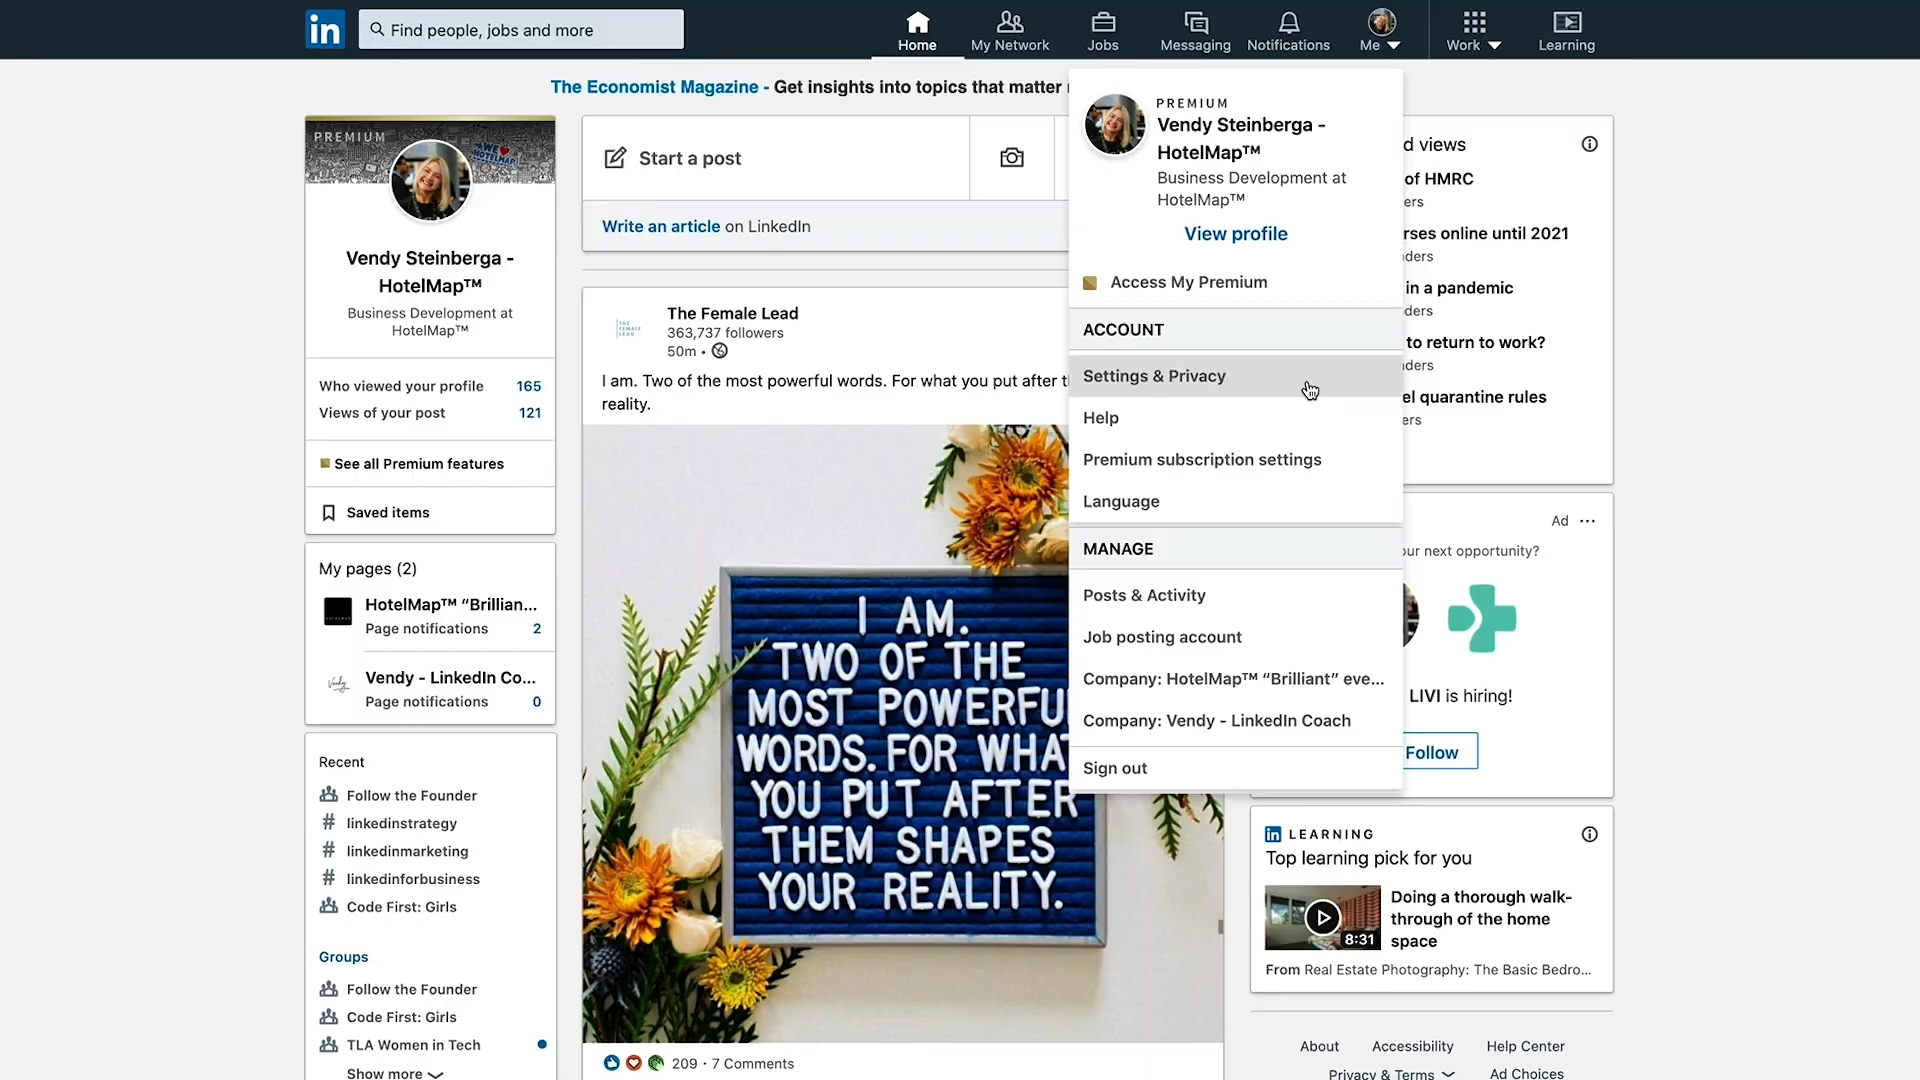 in
Find people, jobs and more
Home
My Network
Jobs
Messaging
Notifications
Me
Work
Learning
The Economist Magazine - Get insights into topics that matter
PREMIUM
WE
HOTELMAP
Vendy Steinberga -
HotelMap™
Business Development at
HotelMap™
Who viewed your profile 165
Views of your post 121
See all Premium features
Saved items
My pages (2)
HotelMap™ “Brillian...
Page notifications 2
Vendy
Vendy - LinkedIn Co...
Page notifications 0
Recent
Follow the Founder
# linkedinstrategy
# linkedinmarketing
# linkedinforbusiness
Code First: Girls
Groups
Follow the Founder
Code First: Girls
TLA Women in Tech
Show more
Start a post
Write an article on LinkedIn
THE
FEMALE
LEAD
The Female Lead
363,737 followers
50m •
I am. Two of the most powerful words. For what you put after t
reality.
I AM.
TWO OF THE
MOST POWERFU
WORDS. FOR WHA
YOU PUT AFTER
THEM SHAPES
YOUR REALITY.
209 · 7 Comments
PREMIUM
Vendy Steinberga -
HotelMap™
Business Development at
HotelMap™
View profile
Access My Premium
ACCOUNT
Settings & Privacy
Help
Premium subscription settings
Language
MANAGE
Posts & Activity
Job posting account
Company: HotelMap™ “Brilliant” eve...
Company: Vendy - LinkedIn Coach
Sign out
d views
of HMRC
ers
rses online until 2021
ders
in a pandemic
ders
to return to work?
ders
el quarantine rules
ers
Ad ···
our next opportunity?
LIVI is hiring!
Follow
in LEARNING
Top learning pick for you
8:31
Doing a thorough walk-
through of the home
space
From Real Estate Photography: The Basic Bedro...
About
Accessibility
Help Center
Privacy & Terms
Ad Choices